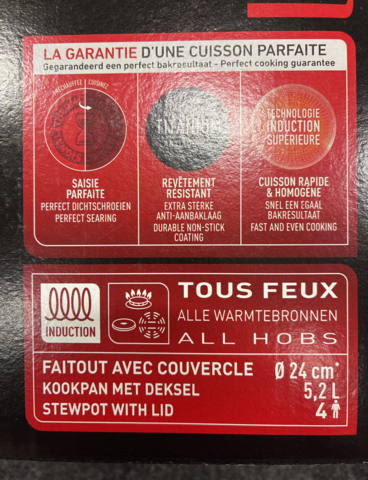 LA GARANTIE D'UNE CUISSON PARFAITE
Gegarandeerd een perfect bakresultaat - Perfect cooking guarantee
PRÉCHAUFFEZ | CUISINEZ
TITANIUM
TECHNOLOGIE
INDUCTION
SUPÉRIEURE
SAISIE
PARFAITE
PERFECT DICHTSCHROEIEN
PERFECT SEARING
REVÊTEMENT
RÉSISTANT
EXTRA STERKE
ANTI-AANBAKLAAG
DURABLE NON-STICK
COATING
CUISSON RAPIDE
& HOMOGÈNE
SNEL EEN EGAAL
BAKRESULTAAT
FAST AND EVEN COOKING
INDUCTION
TOUS FEUX
ALLE WARMTEBRONNEN
ALL HOBS
FAITOUT AVEC COUVERCLE Ø 24 cm*
KOOKPAN MET DEKSEL 5,2 L
STEWPOT WITH LID 4